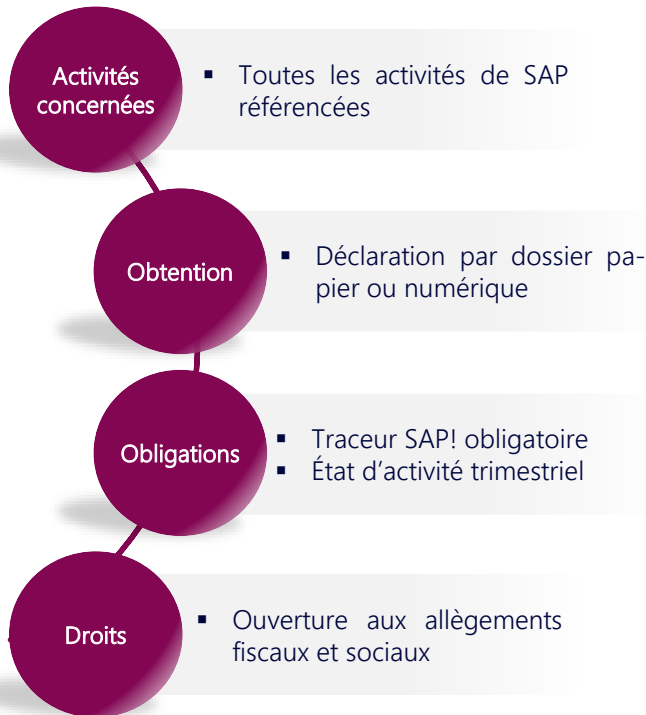 Activités
concernées
▪ Toutes les activités de SAP
référencées
Obtention
▪ Déclaration par dossier pa-
pier ou numérique
Obligations
▪ Traceur SAP! obligatoire
▪ État d’activité trimestriel
Droits
▪ Ouverture aux allègements
fiscaux et sociaux